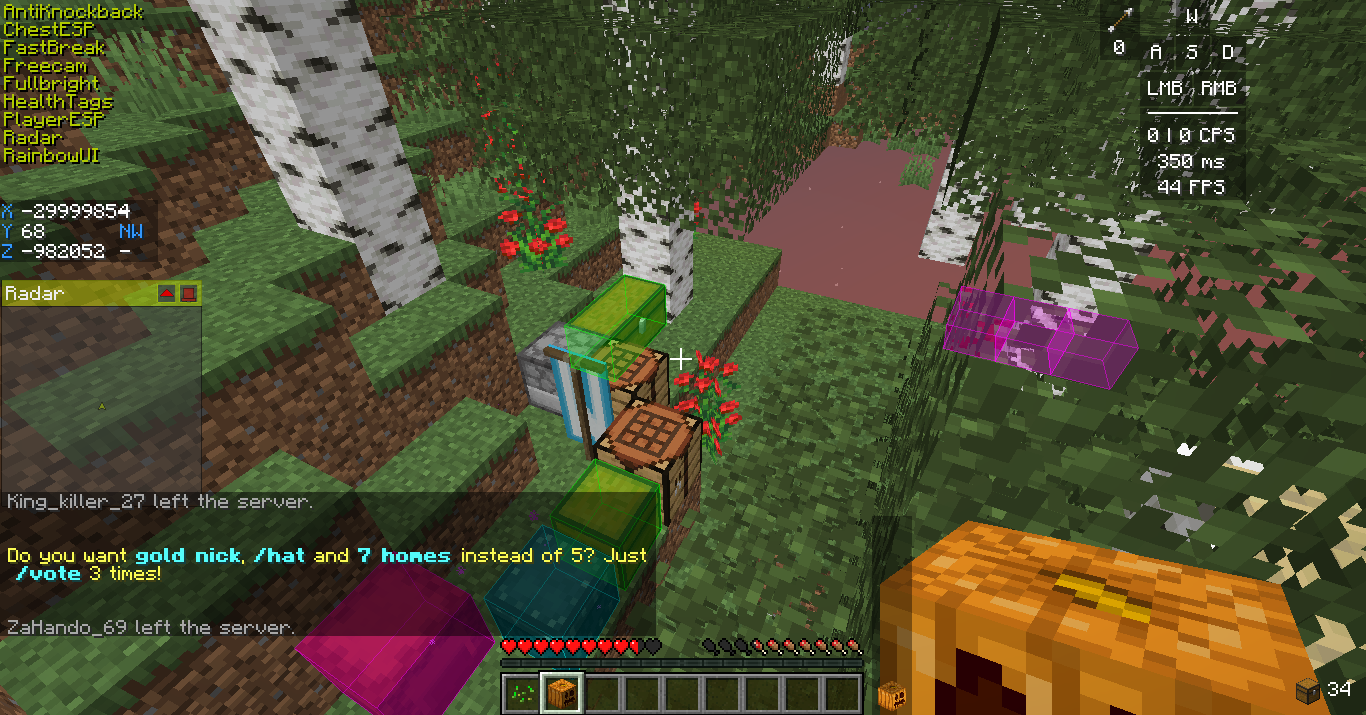 AntiKnockback
ChestESP
FastBreak
Freecam
Fullbright
HealthTags
PlayerESP
Radar
RainbowUI
X -29999854
Y 68 NW
Z -982052 -
Radar
King_killer_27 left the server.
Do you want gold nick, /hat and 7 homes instead of 5? Just
/vote 3 times!
ZaHando_69 left the server.
0
W
A S D
LMB RMB
0 | 0 CPS
350 ms
44 FPS
34